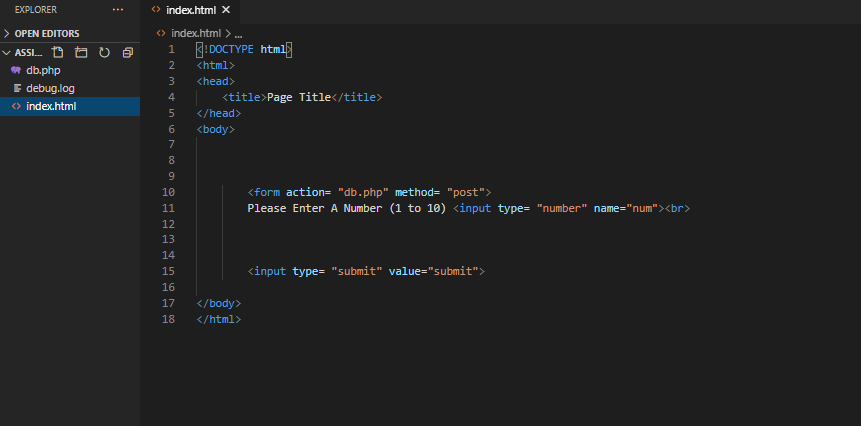 EXPLORER ...
OPEN EDITORS
ASSI...
db.php
debug.log
index.html
index.html
index.html > ...
1 <!DOCTYPE html>
2 <html>
3 <head>
4 <title>Page Title</title>
5 </head>
6 <body>
7
8
9
10 <form action= "db.php" method= "post">
11 Please Enter A Number (1 to 10) <input type= "number" name="num"><br>
12
13
14
15 <input type= "submit" value="submit">
16
17 </body>
18 </html>